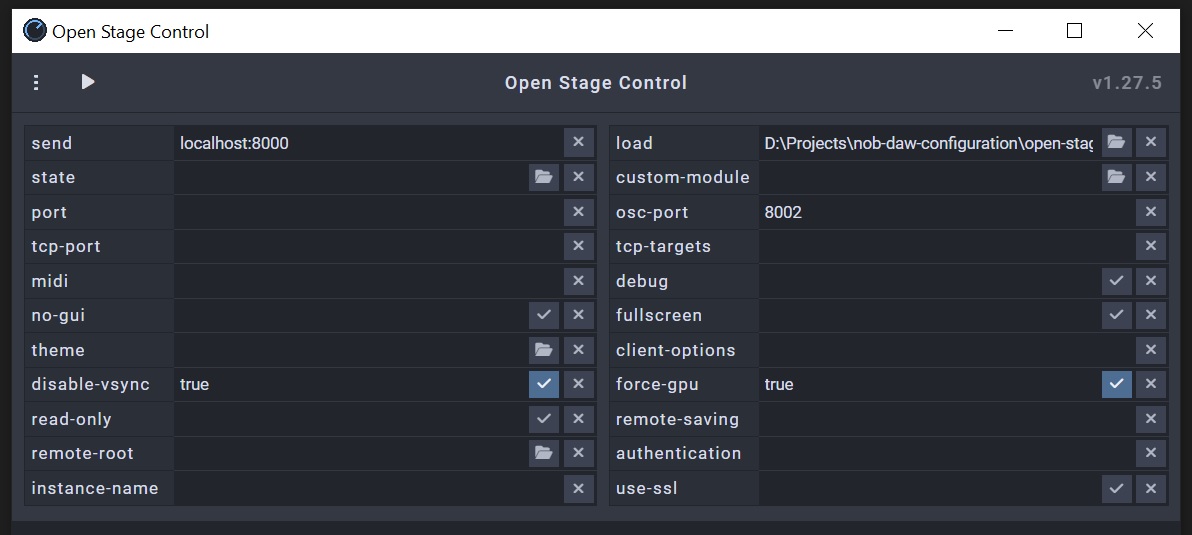 Open Stage Control
Open Stage Control v1.27.5
send localhost:8000 load D:\Projects\nob-daw-configuration\open-stag
state custom-module
port osc-port 8002
tcp-port tcp-targets
midi debug
no-gui fullscreen
theme client-options
disable-vsync true force-gpu true
read-only remote-saving
remote-root authentication
instance-name use-ssl